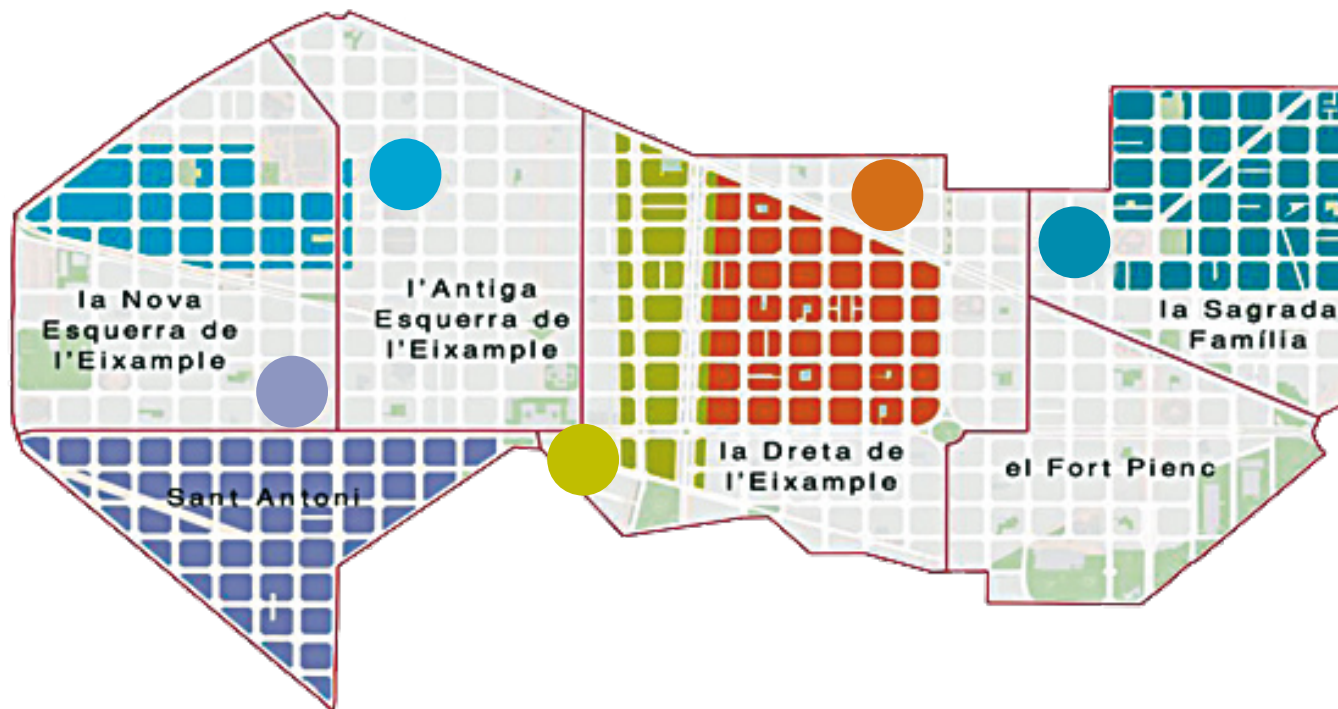 la Nova
Esquerra de
l'Eixample
l'Antiga
Esquerra de
l'Eixample
la Sagrada
Família
la Dreta de
l'Eixample
el Fort Pienc
Sant Antoni